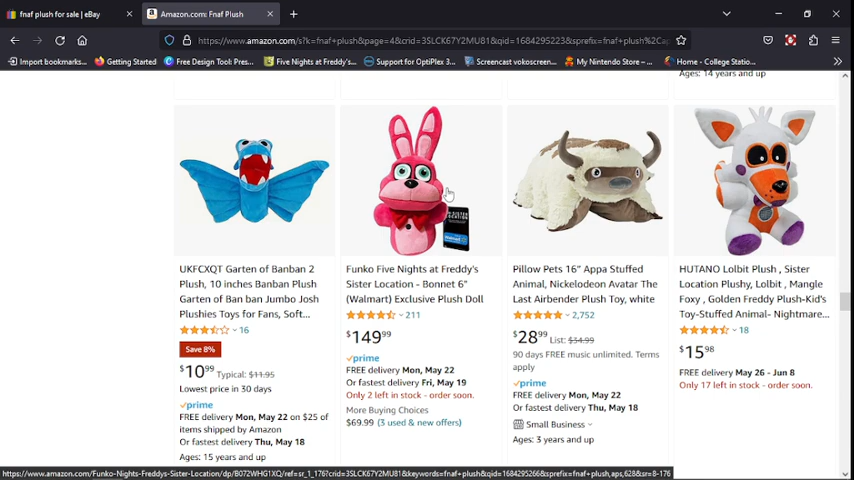 fnaf plush for sale | eBay
Amazon.com: Fnaf Plush
https://www.amazon.com/s?k=fnaf+plush&page=4&crid=3SLCK67Y2MU81&qid=1684295223&sprefix=fnaf+plush%2Cap
Import bookmarks...
Getting Started
Free Design Tool: Pres...
Five Nights at Freddy's...
Support for OptiPlex 3...
Screencast vokoscreen...
My Nintendo Store — ...
Home - College Statio...
Ages: 14 years and up
UKFCXQT Garten of Banban 2
Plush, 10 inches Banban Plush
Garten of Ban ban Jumbo Josh
Plushies Toys for Fans, Soft...
16
Save 8%
$10.99 Typical: $11.95
Lowest price in 30 days
prime
FREE delivery Mon, May 22 on $25 of
items shipped by Amazon
Or fastest delivery Thu, May 18
Ages: 15 years and up
Funko Five Nights at Freddy's
Sister Location - Bonnet 6"
(Walmart) Exclusive Plush Doll
211
$149.99
prime
FREE delivery Mon, May 22
Or fastest delivery Fri, May 19
Only 2 left in stock - order soon.
More Buying Choices
$69.99 (3 used & new offers)
Pillow Pets 16" Appa Stuffed
Animal, Nickelodeon Avatar The
Last Airbender Plush Toy, white
2,752
$28.99 List: $34.99
90 days FREE music unlimited. Terms
apply
prime
FREE delivery Mon, May 22
Or fastest delivery Thu, May 18
Small Business
Ages: 3 years and up
HUTANO Lolbit Plush , Sister
Location Plushy, Lolbit , Mangle
Foxy , Golden Freddy Plush-Kid's
Toy-Stuffed Animal- Nightmare...
18
$15.98
FREE delivery May 26 - Jun 8
Only 17 left in stock - order soon.
https://www.amazon.com/Funko-Nights-Freddys-Sister-Location/dp/B072WHG1XQ/ref=sr_1_176?crid=3SLCK67Y2MU81&keywords=fnaf+plush&qid=1684295266&sprefix=fnaf+plush,aps,628&sr=8-176